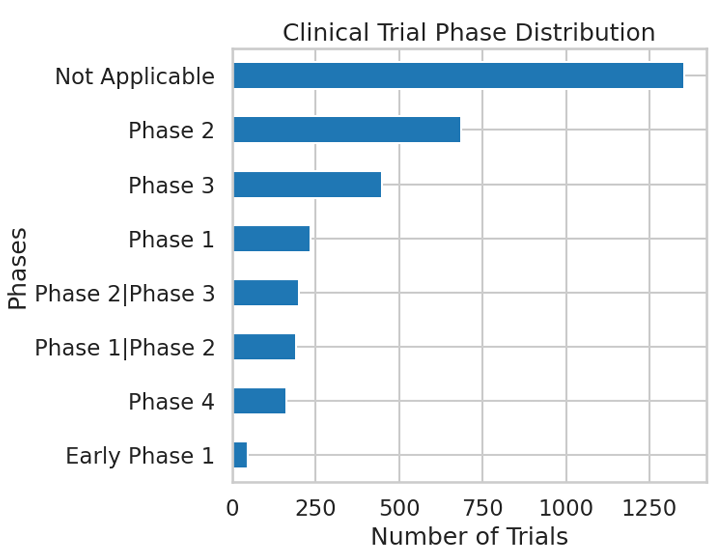 Clinical Trial Phase Distribution
Not Applicable
Phase 2
Phase 3
Phase 1
Phase 2|Phase 3
Phase 1|Phase 2
Phase 4
Early Phase 1
Phases
0 250 500 750 1000 1250
Number of Trials